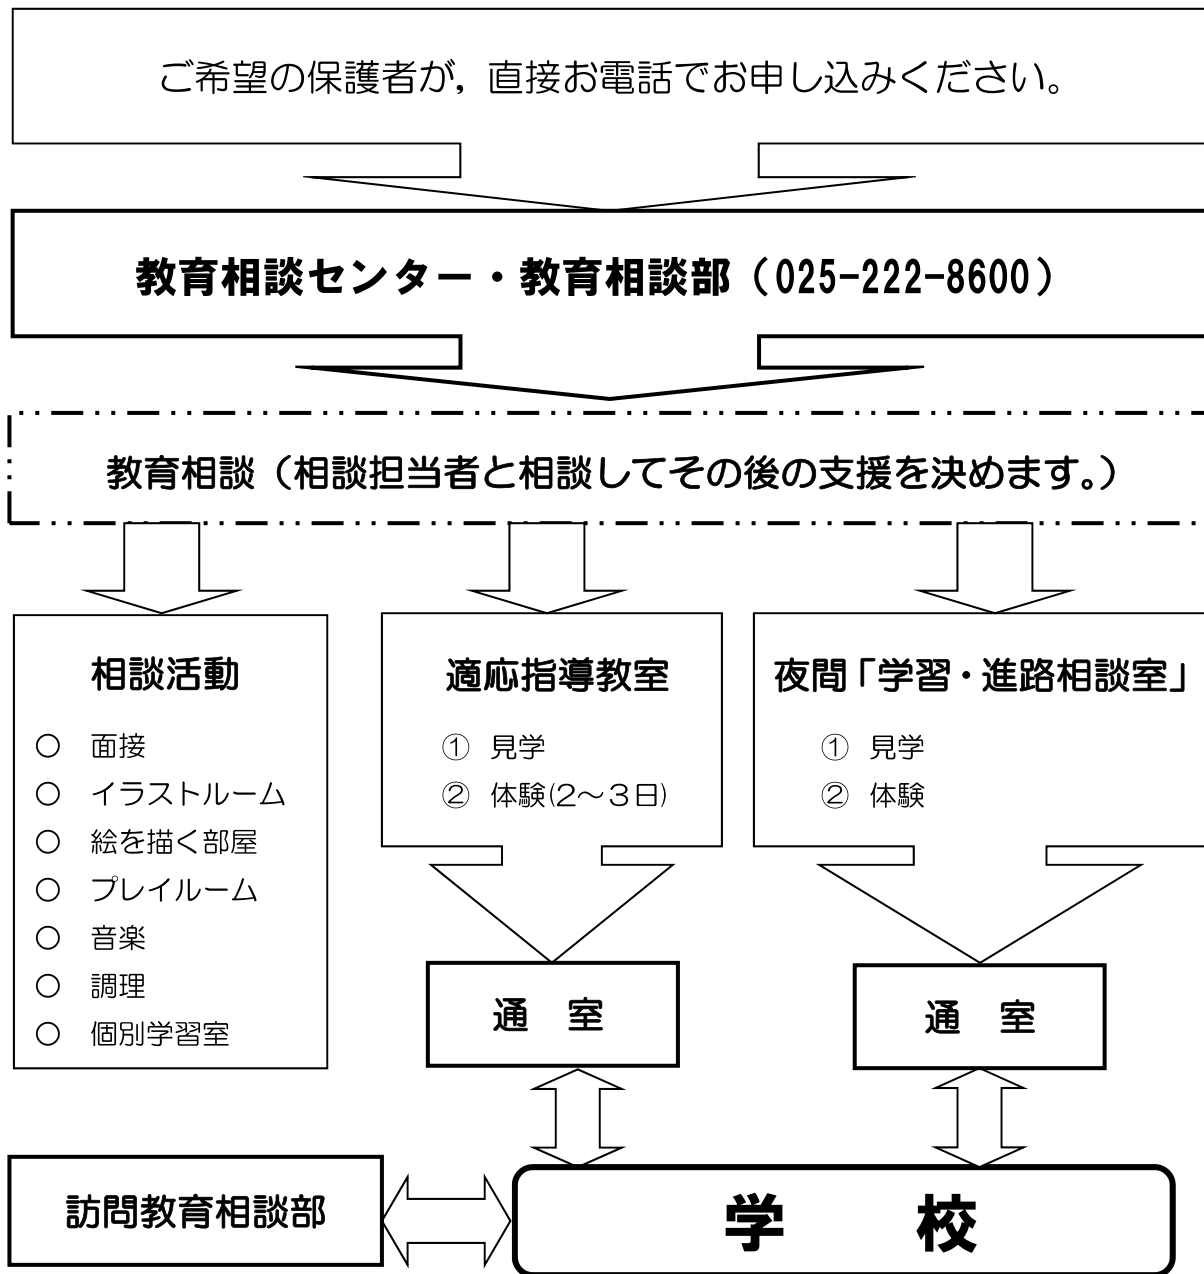 ご希望の保護者が，直接お電話でお申し込みください。
教育相談センター・教育相談部（025-222-8600）
教育相談（相談担当者と相談してその後の支援を決めます。）
相談活動
○ 面接
○ イラストルーム
○ 絵を描く部屋
○ プレイルーム
○ 音楽
○ 調理
○ 個別学習室
適応指導教室
① 見学
② 体験(2～3日)
夜間「学習・進路相談室」
① 見学
② 体験
通　室
通　室
訪問教育相談部
学　校